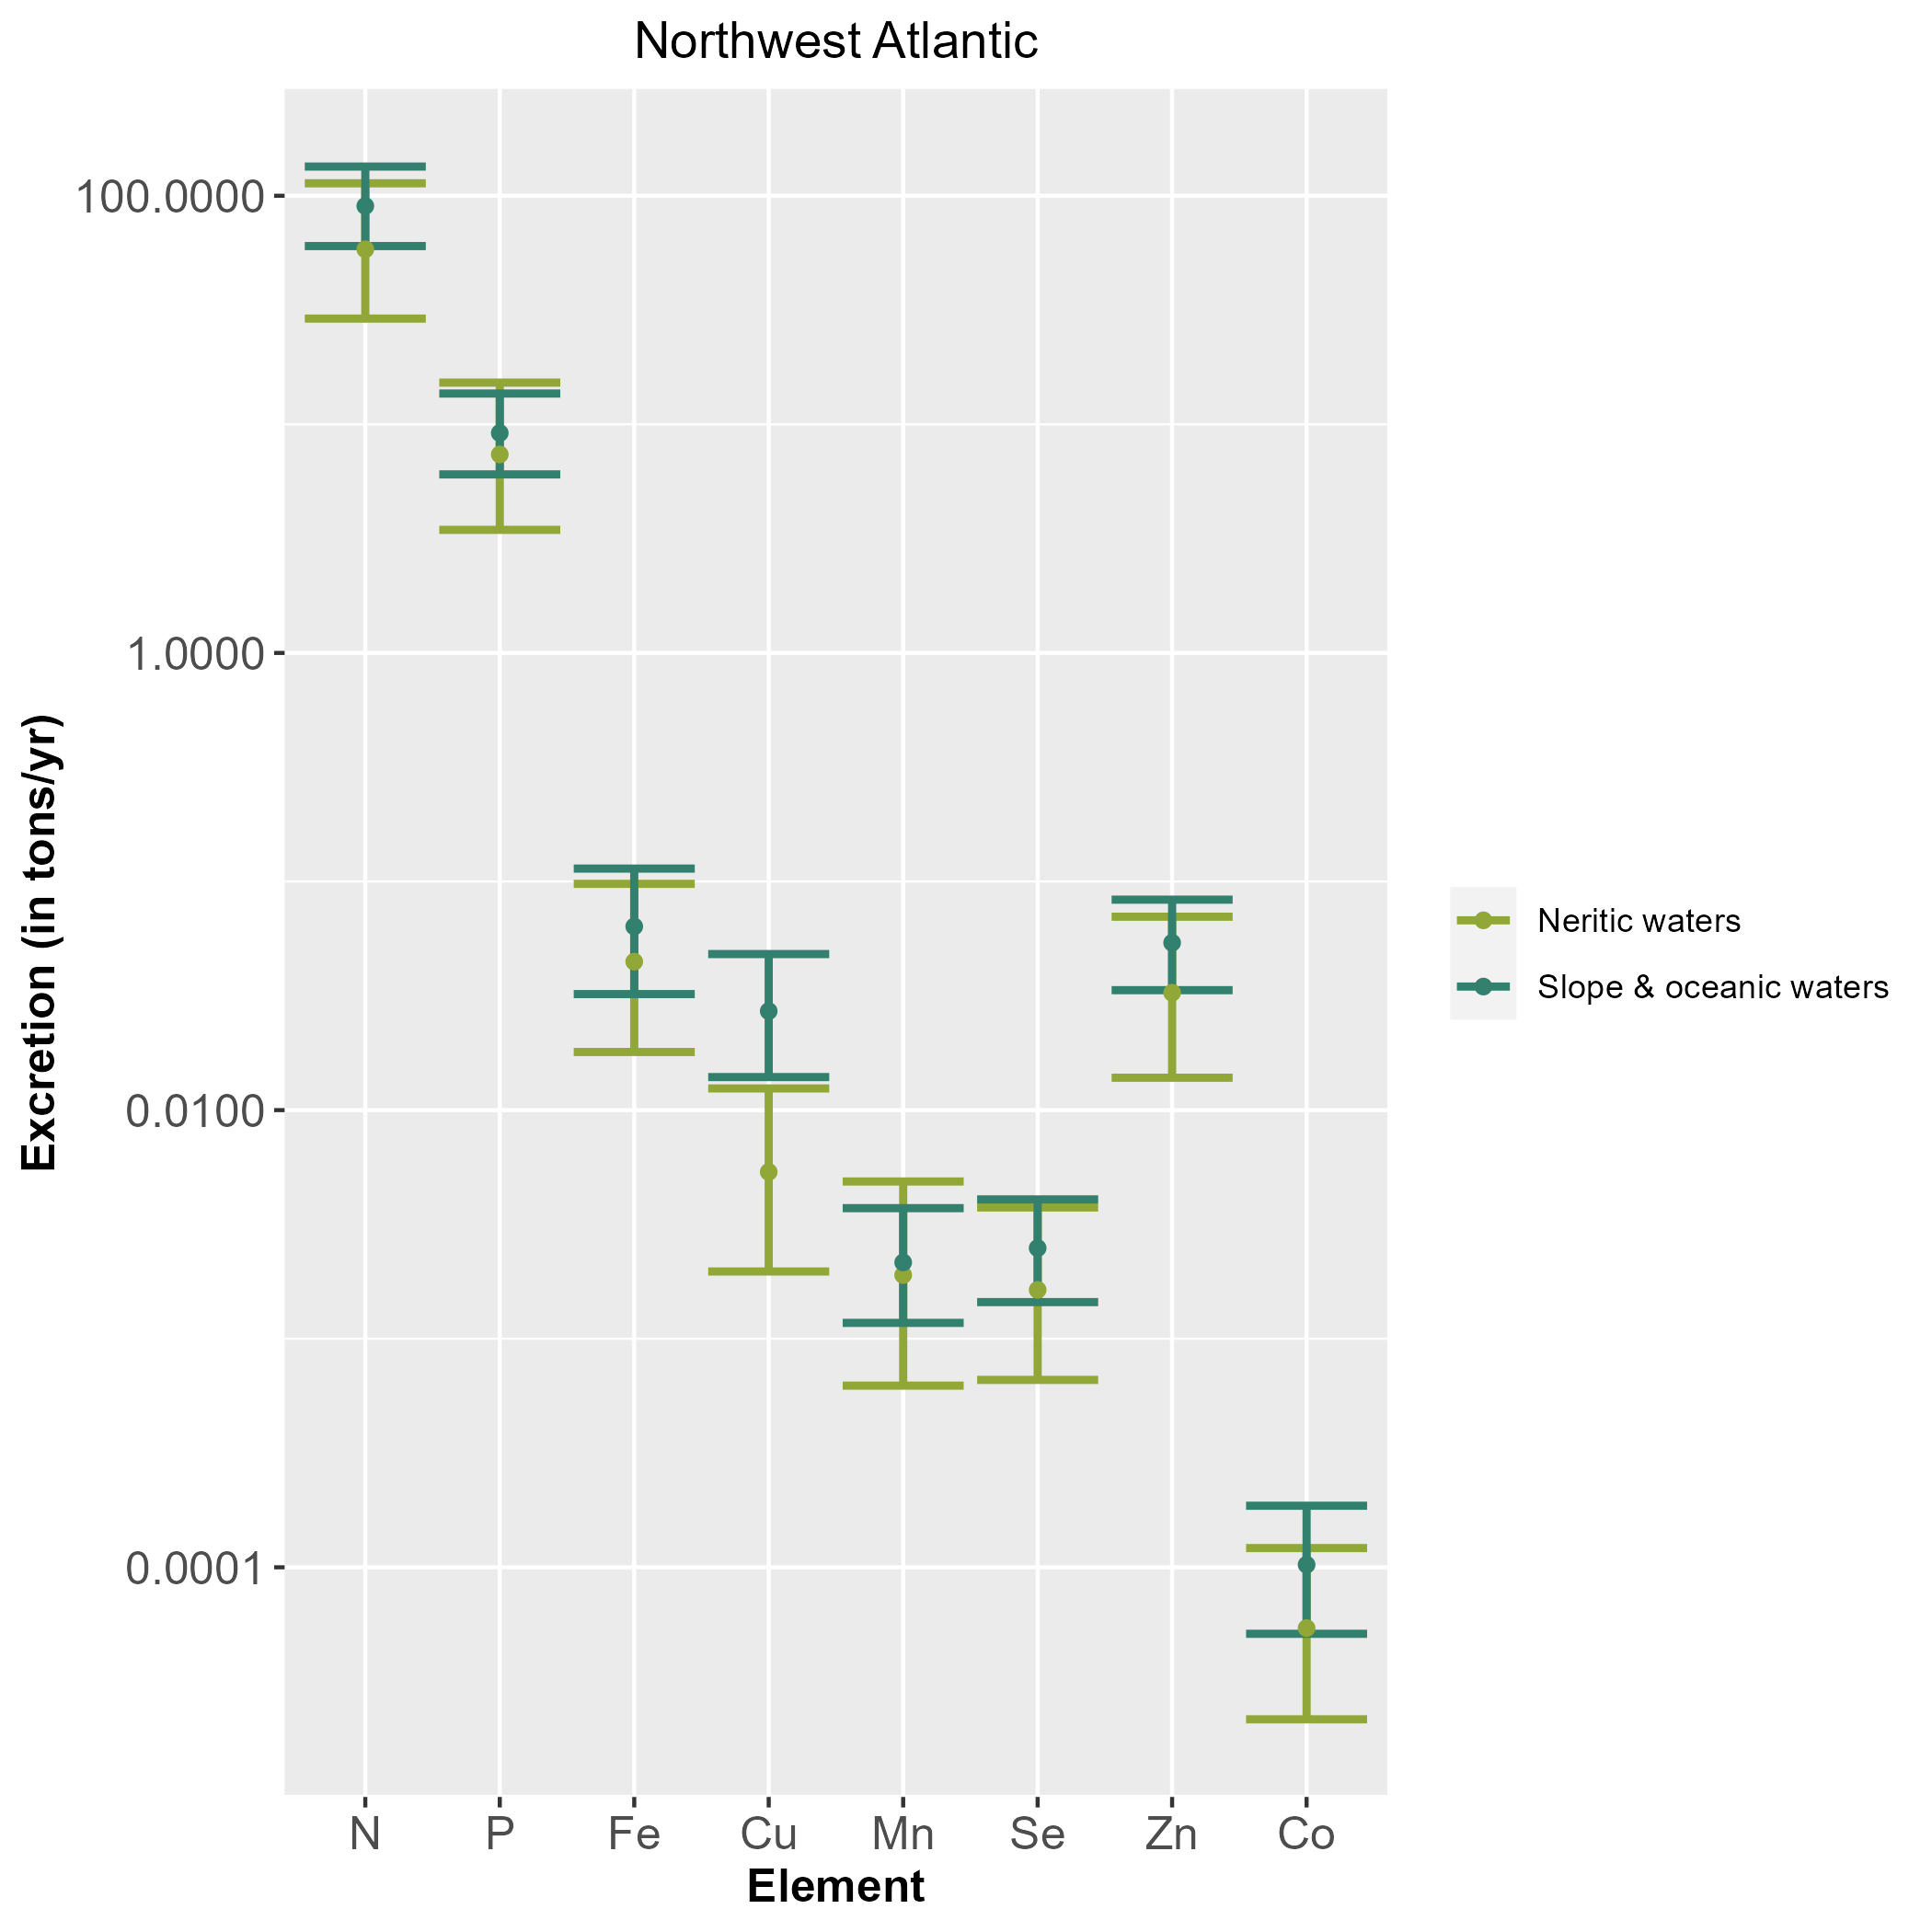 Northwest Atlantic
100.0000
1.0000
0.0100
0.0001
Excretion (in tons/yr)
N P Fe Cu Mn Se Zn Co
Element
Neritic waters
Slope & oceanic waters